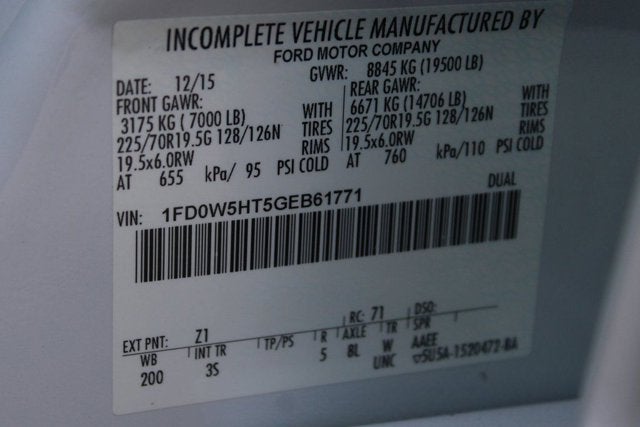 INCOMPLETE VEHICLE MANUFACTURED BY
FORD MOTOR COMPANY
DATE: 12/15 GVWR: 8845 KG (19500 LB)
FRONT GAWR: REAR GAWR:
3175 KG ( 7000 LB) WITH 6671 KG (14706 LB) WITH
225/70R19.5G 128/126N TIRES 225/70R19.5G 128/126N TIRES
19.5x6.0RW RIMS 19.5x6.0RW RIMS
AT 655 kPa/ 95 PSI COLD AT 760 kPa/110 PSI COLD
DUAL
VIN: 1FD0W5HT5GEB61771
EXT PNT: Z1 RC: 71 DSO:
WB INT TR TP/PS R AXLE TR SPR
200 3S 5 8L W AAEE
UNC 5U5A-1520472-BA